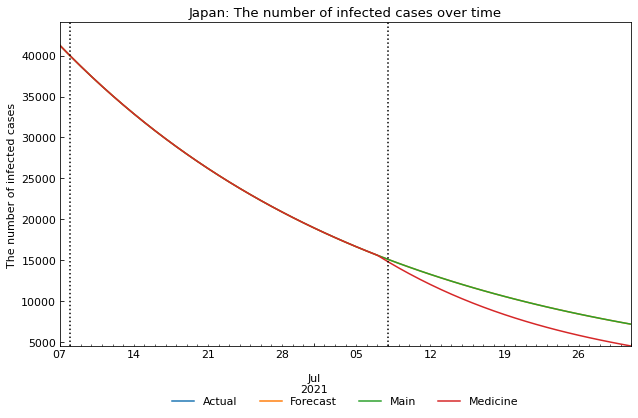 Japan: The number of infected cases over time
The number of infected cases
40000
35000
30000
25000
20000
15000
10000
5000
07 14 21 28 05 12 19 26
Jul
2021
Actual Forecast Main Medicine